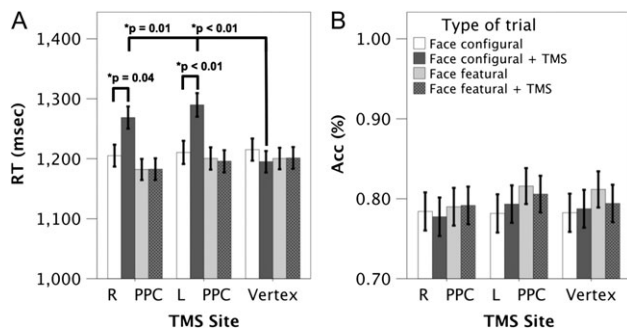 A
RT (msec)
1,400
1,300
1,200
1,100
1,000
*p = 0.01
*p < 0.01
*p = 0.04
*p < 0.01
R PPC L PPC Vertex
TMS Site
B
Acc (%)
1.00
0.90
0.80
0.70
Type of trial
Face configural
Face configural + TMS
Face featural
Face featural + TMS
R PPC L PPC Vertex
TMS Site